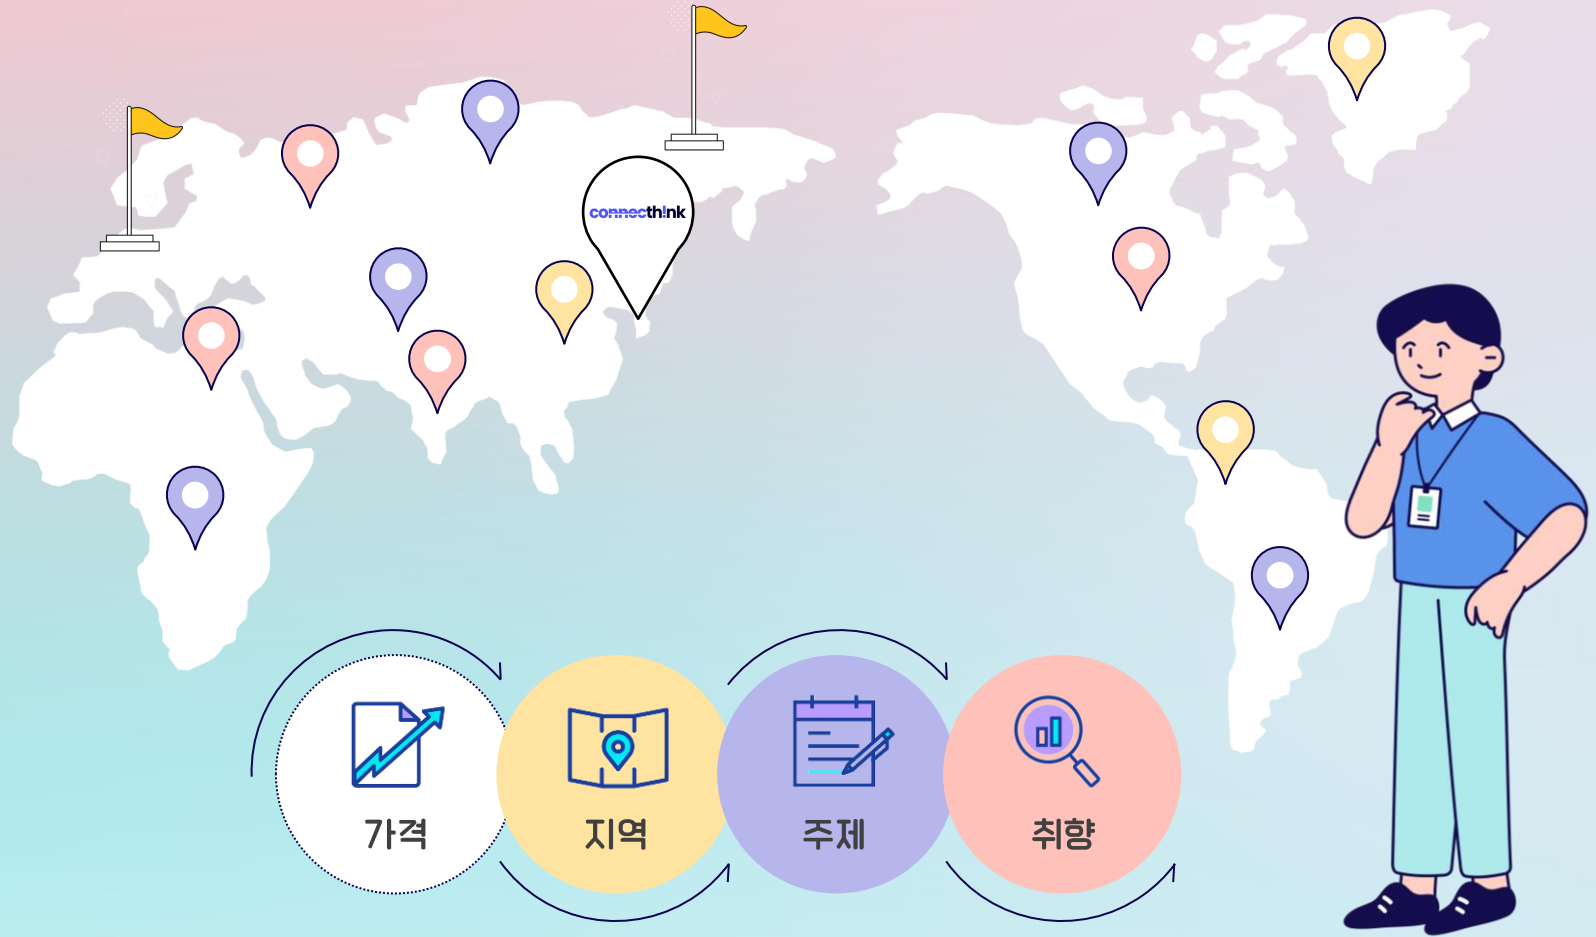 connecth!nk
가격
지역
주제
취향